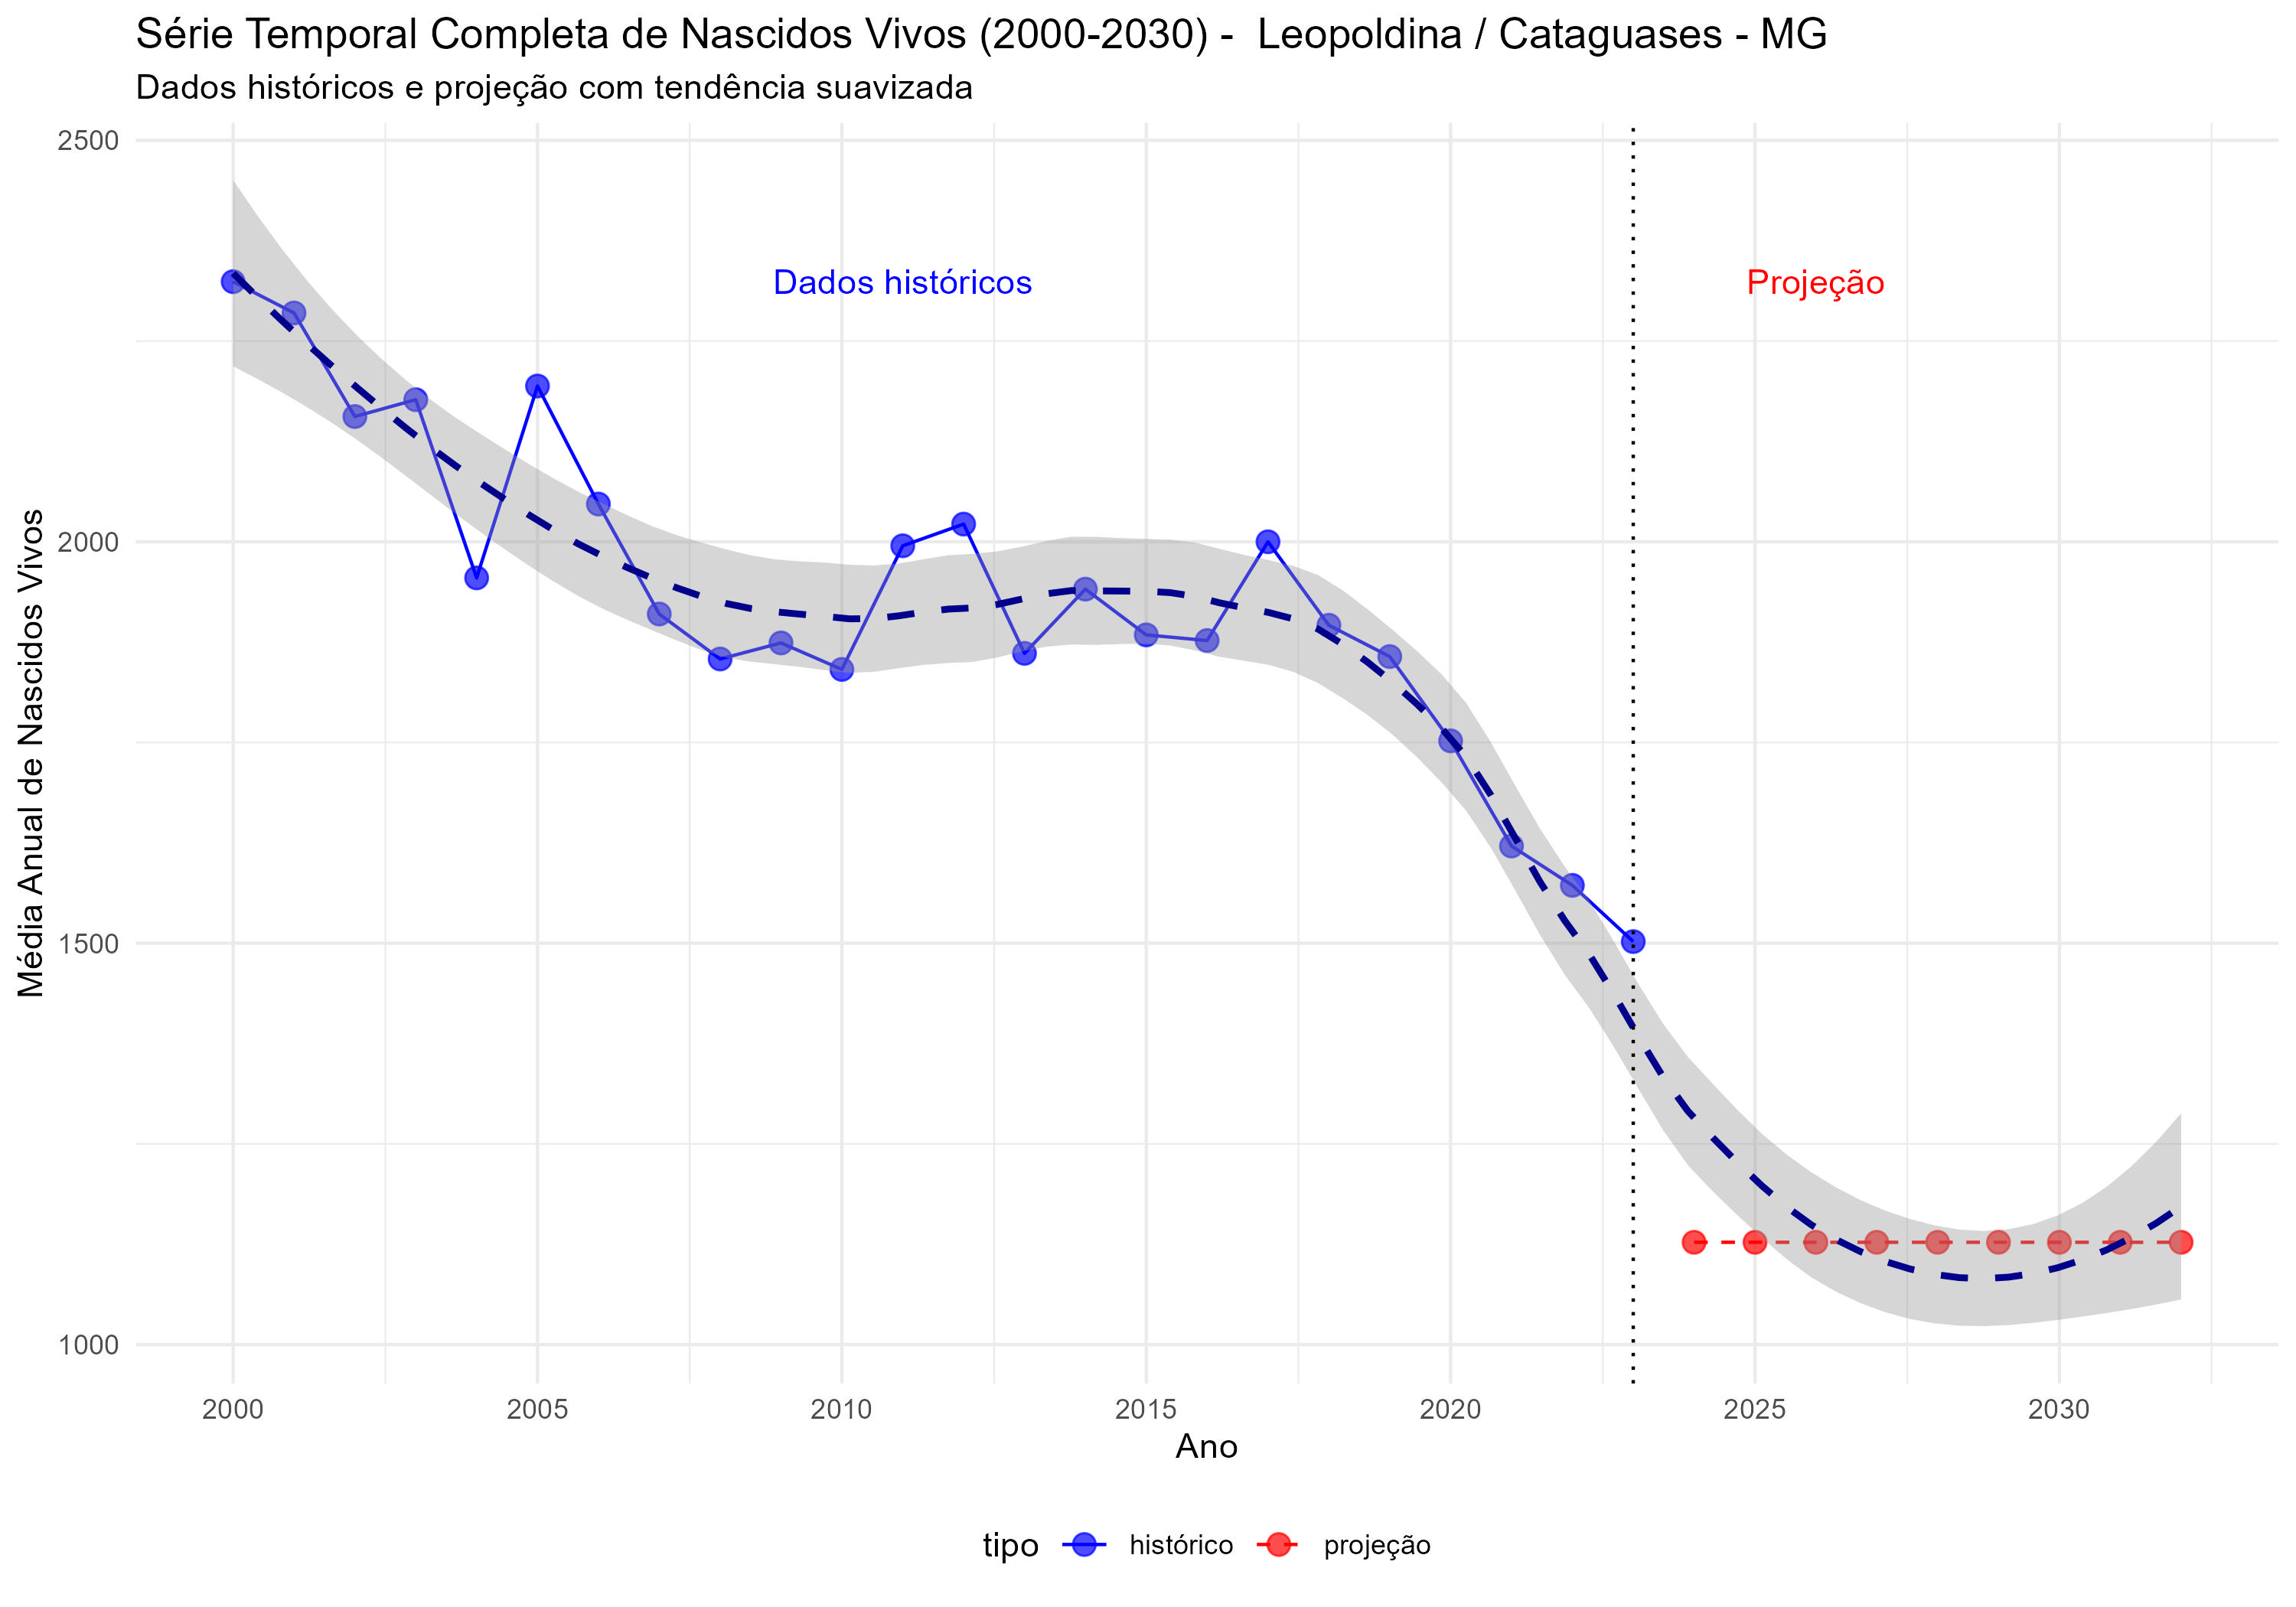 Série Temporal Completa de Nascidos Vivos (2000-2030) -  Leopoldina / Cataguases - MG
Dados históricos e projeção com tendência suavizada
Média Anual de Nascidos Vivos
2500
2000
1500
1000
Dados históricos
Projeção
2000
2005
2010
2015
2020
2025
2030
Ano
tipo
histórico
projeção